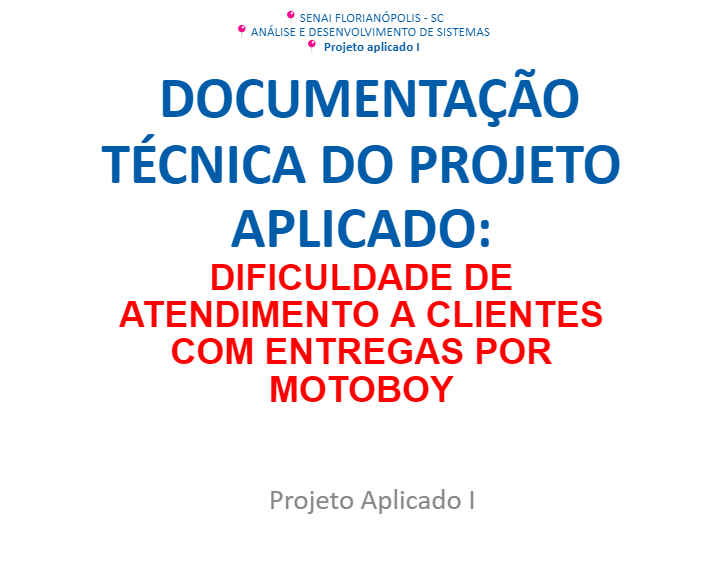 SENAI FLORIANÓPOLIS - SC
ANÁLISE E DESENVOLVIMENTO DE SISTEMAS
Projeto aplicado I
DOCUMENTAÇÃO
TÉCNICA DO PROJETO
APLICADO:
DIFICULDADE DE
ATENDIMENTO A CLIENTES
COM ENTREGAS POR
MOTOBOY
Projeto Aplicado I